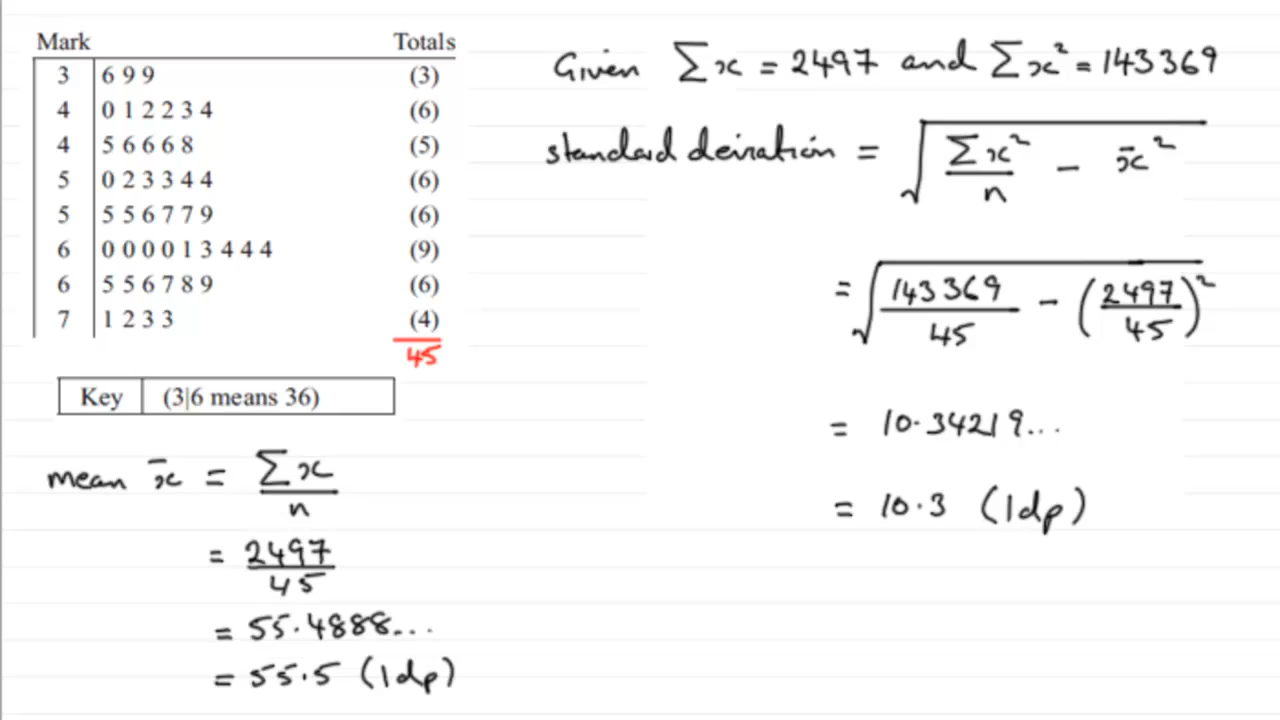 Mark Totals
3 6 9 9 (3)
4 0 1 2 2 3 4 (6)
4 5 6 6 6 8 (5)
5 0 2 3 3 4 4 (6)
5 5 5 6 7 7 9 (6)
6 0 0 0 0 1 3 4 4 4 (9)
6 5 5 6 7 8 9 (6)
7 1 2 3 3 (4)
45
Key (3|6 means 36)
mean x̄ = Σx / n
= 2497 / 45
= 55.4888...
= 55.5 (1dp)
Given Σx = 2497 and Σx² = 143369
standard deviation = √(Σx² / n - x̄²)
= √(143369 / 45 - (2497 / 45)²)
= 10.34219...
= 10.3 (1dp)